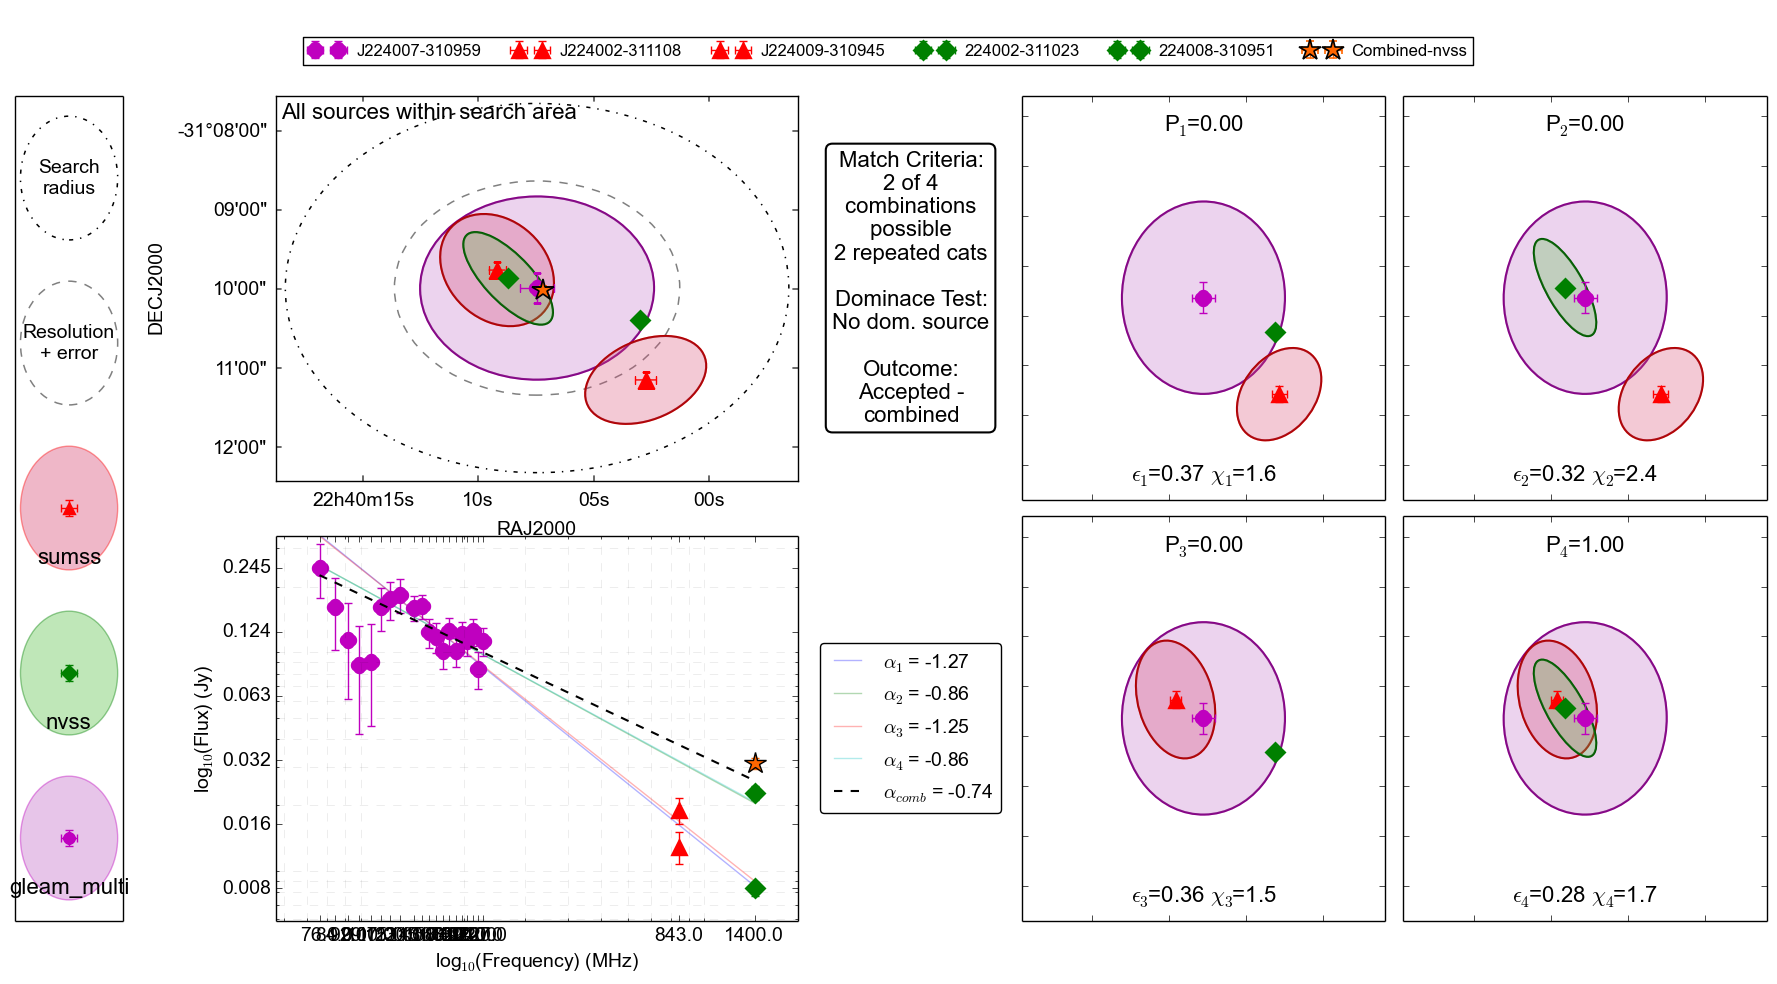 J224007-310959 J224002-311108 J224009-310945 224002-311023 224008-310951 Combined-nvss
Search
radius
Resolution
+ error
sumss
nvss
gleam_multi
All sources within search area
DECJ2000
-31°08'00"
09'00"
10'00"
11'00"
12'00"
22h40m15s 10s 05s 00s
RAJ2000
Match Criteria:
2 of 4
combinations
possible
2 repeated cats
Dominace Test:
No dom. source
Outcome:
Accepted -
combined
P1=0.00
ϵ1=0.37 χ1=1.6
P2=0.00
ϵ2=0.32 χ2=2.4
log10(Flux) (Jy)
0.245
0.124
0.063
0.032
0.016
0.008
843.0 1400.0
log10(Frequency) (MHz)
α1 = -1.27
α2 = -0.86
α3 = -1.25
α4 = -0.86
αcomb = -0.74
P3=0.00
ϵ3=0.36 χ3=1.5
P4=1.00
ϵ4=0.28 χ4=1.7